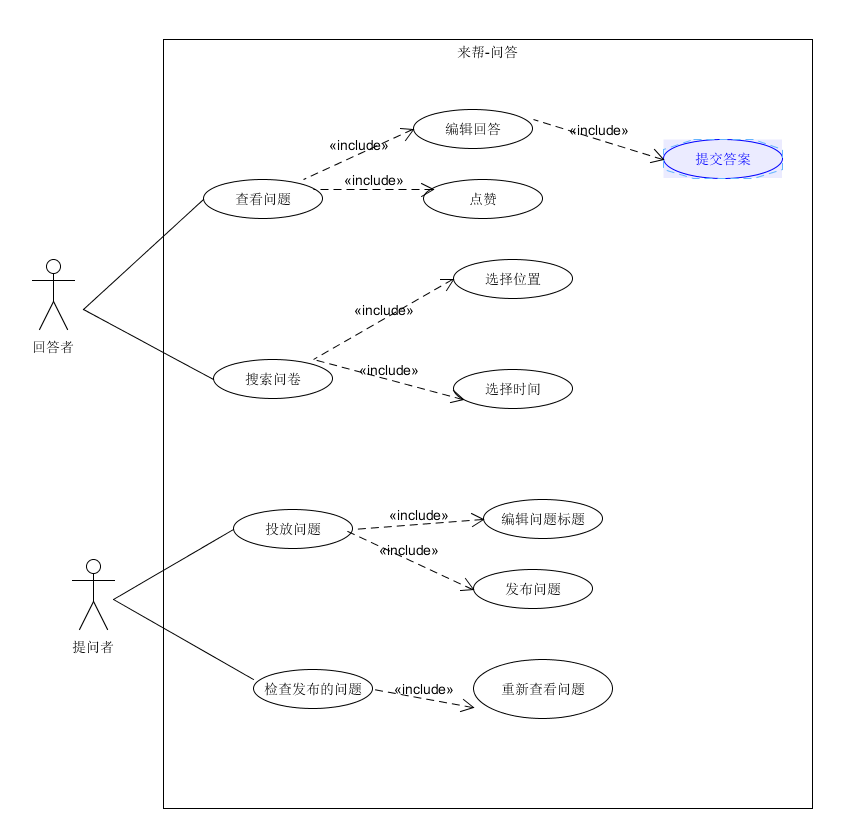 来帮-问答
编辑回答
«include»
«include»
提交答案
«include»
查看问题
点赞
选择位置
«include»
回答者
«include»
搜索问卷
选择时间
«include»
编辑问题标题
投放问题
«include»
发布问题
提问者
检查发布的问题
«include»
重新查看问题